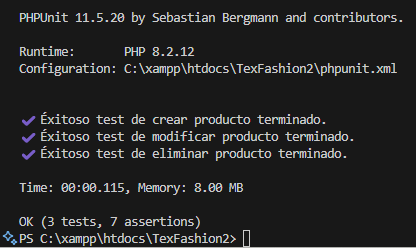 PHPUnit 11.5.20 by Sebastian Bergmann and contributors.
Runtime: PHP 8.2.12
Configuration: C:\xampp\htdocs\TexFashion2\phpunit.xml
✔ Éxitoso test de crear producto terminado.
✔ Éxitoso test de modificar producto terminado.
✔ Éxitoso test de eliminar producto terminado.
Time: 00:00.115, Memory: 8.00 MB
OK (3 tests, 7 assertions)
PS C:\xampp\htdocs\TexFashion2>